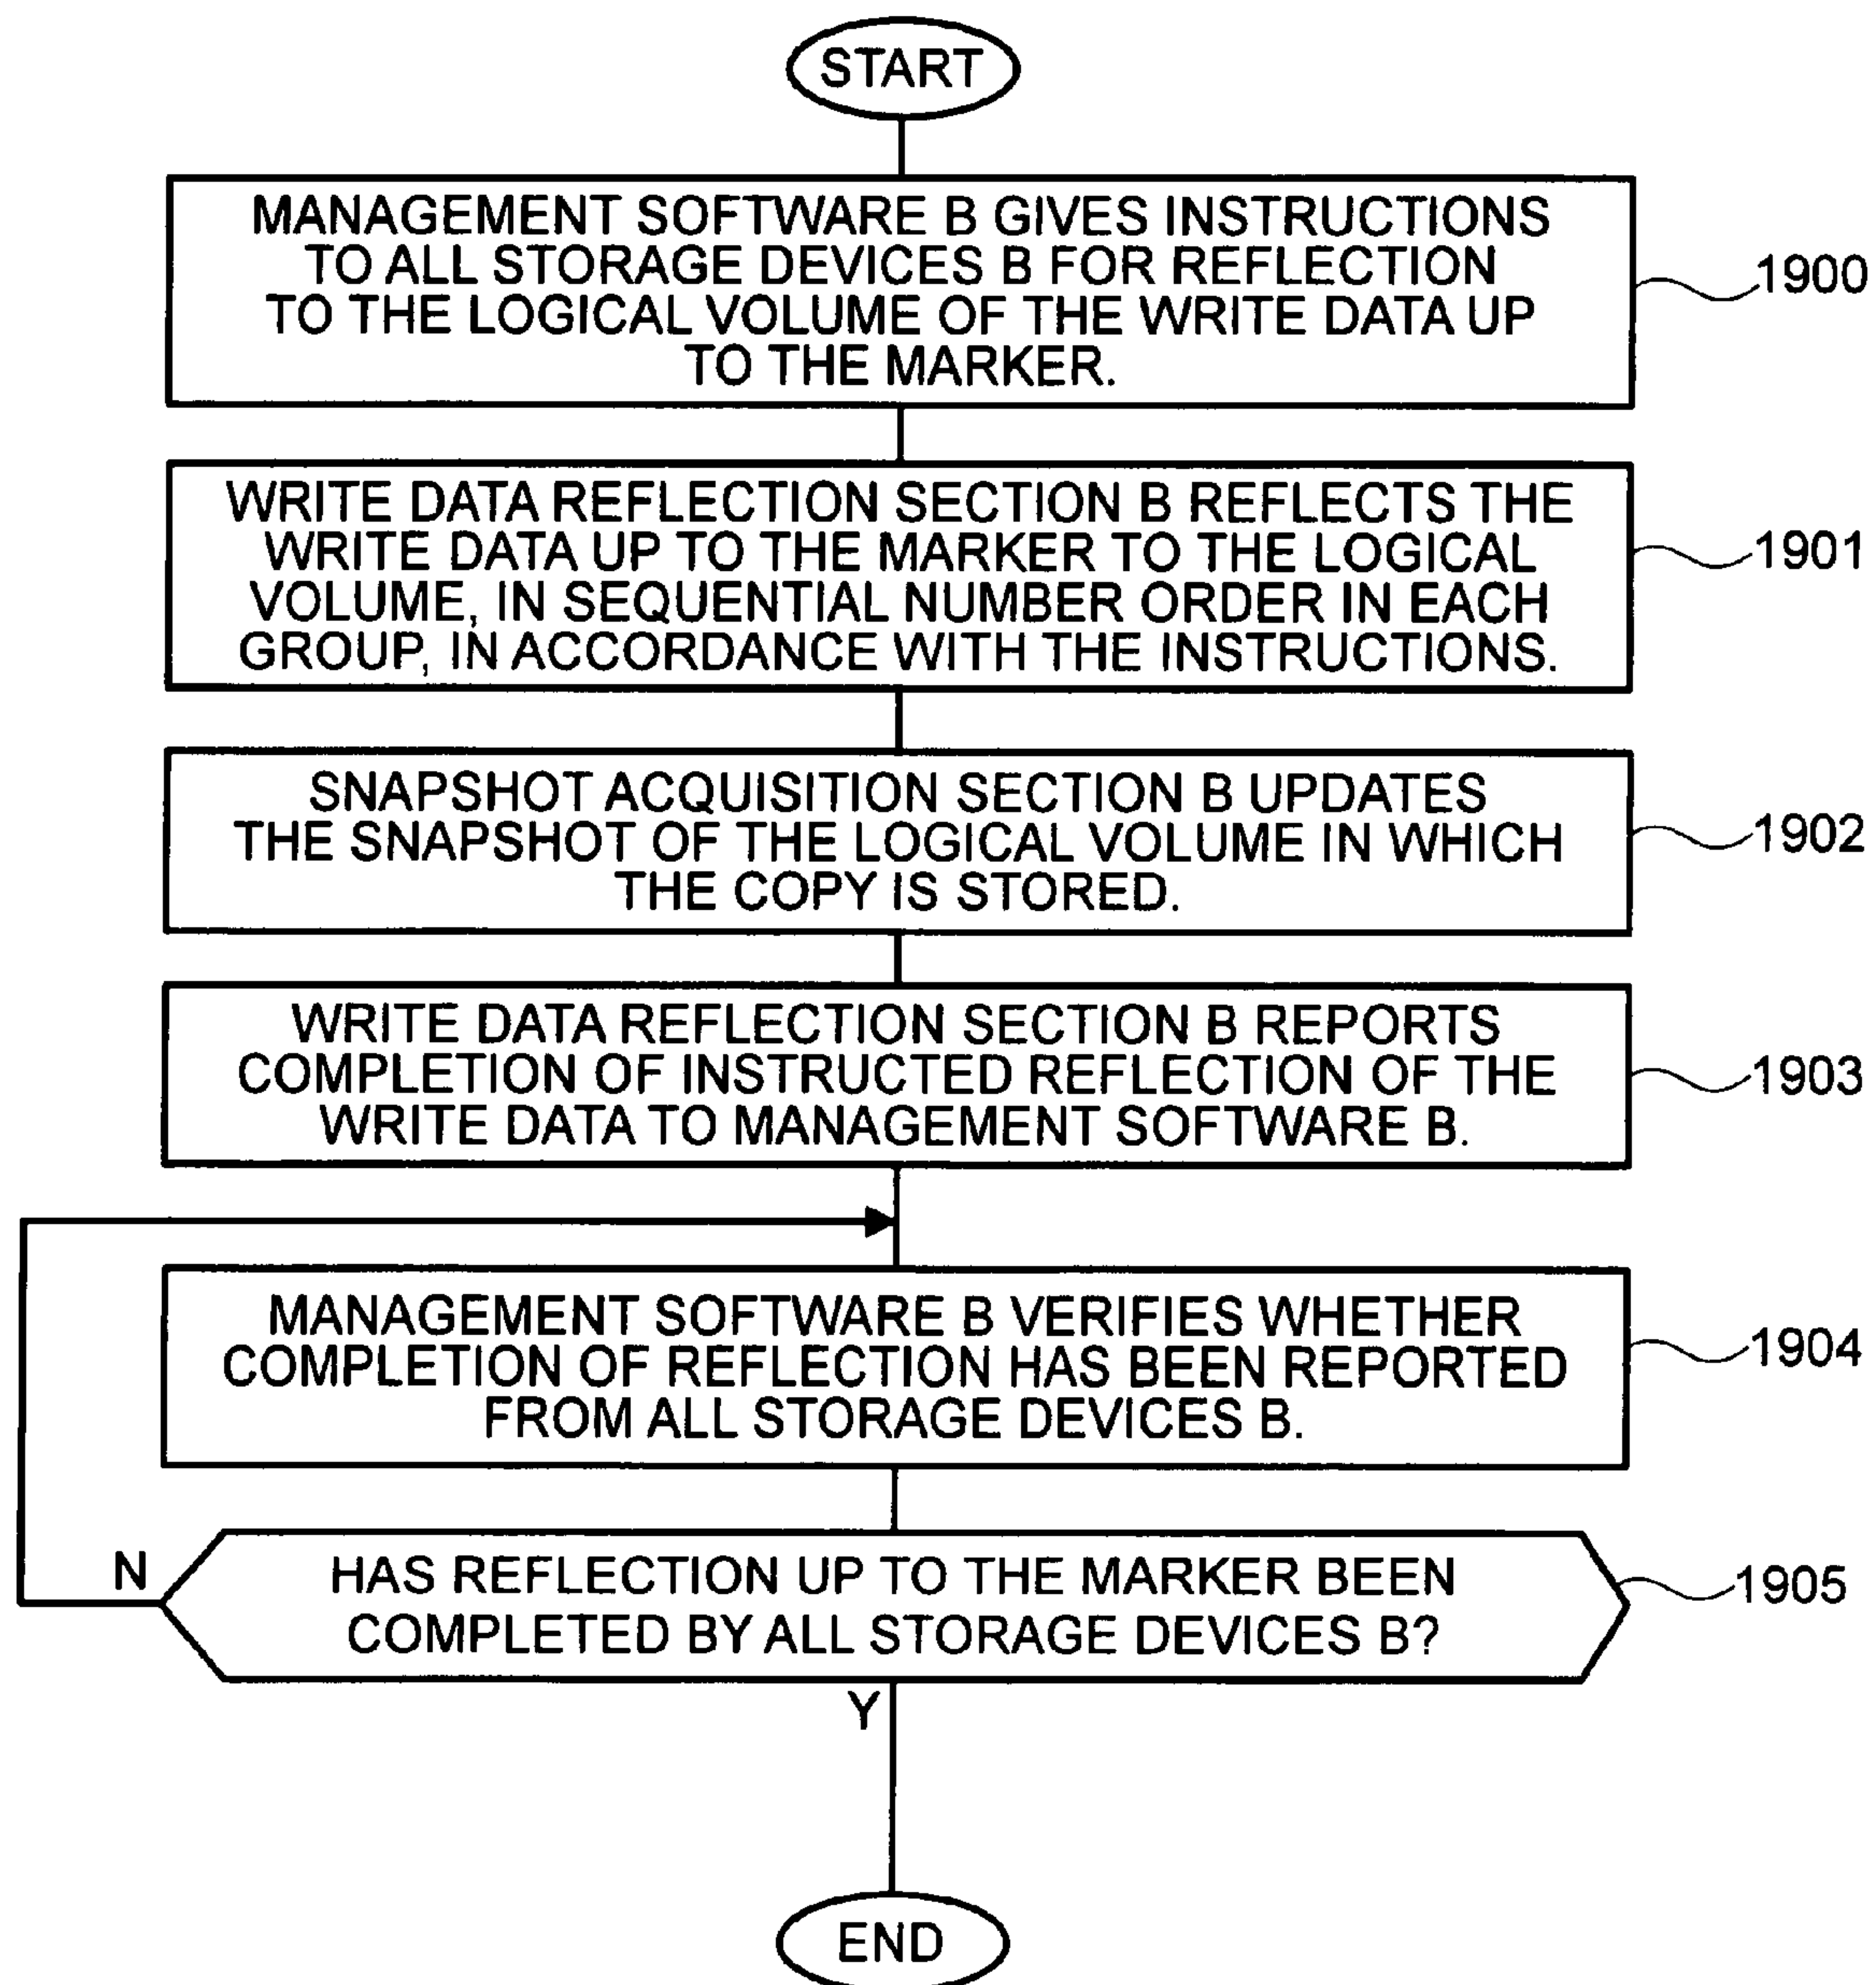 START
MANAGEMENT SOFTWARE B GIVES INSTRUCTIONS
TO ALL STORAGE DEVICES B FOR REFLECTION
TO THE LOGICAL VOLUME OF THE WRITE DATA UP
TO THE MARKER.
1900
WRITE DATA REFLECTION SECTION B REFLECTS THE
WRITE DATA UP TO THE MARKER TO THE LOGICAL
VOLUME, IN SEQUENTIAL NUMBER ORDER IN EACH
GROUP, IN ACCORDANCE WITH THE INSTRUCTIONS.
1901
SNAPSHOT ACQUISITION SECTION B UPDATES
THE SNAPSHOT OF THE LOGICAL VOLUME IN WHICH
THE COPY IS STORED.
1902
WRITE DATA REFLECTION SECTION B REPORTS
COMPLETION OF INSTRUCTED REFLECTION OF THE
WRITE DATA TO MANAGEMENT SOFTWARE B.
1903
MANAGEMENT SOFTWARE B VERIFIES WHETHER
COMPLETION OF REFLECTION HAS BEEN REPORTED
FROM ALL STORAGE DEVICES B.
1904
N
HAS REFLECTION UP TO THE MARKER BEEN
COMPLETED BY ALL STORAGE DEVICES B?
1905
Y
END